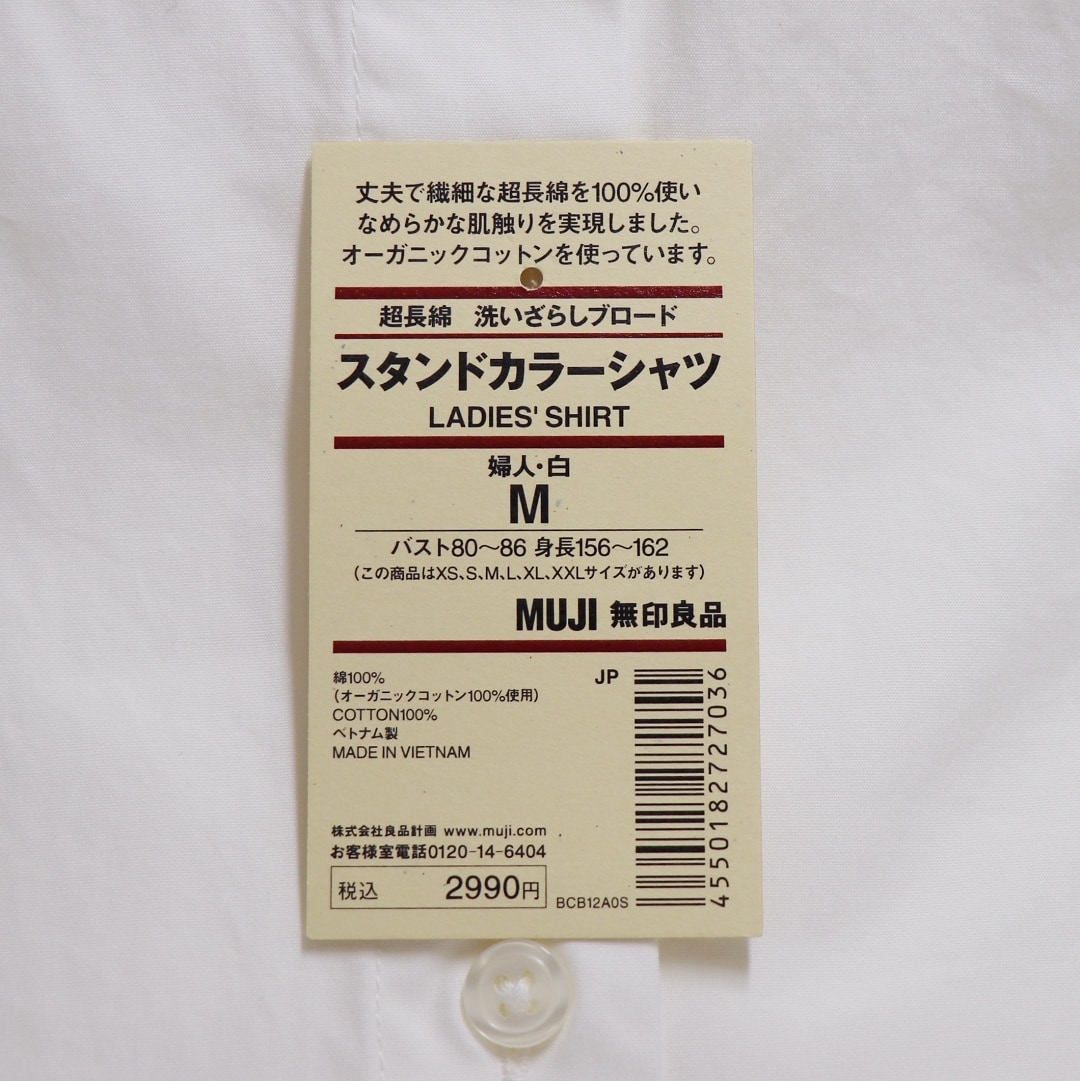 丈夫で繊細な超長綿を100%使い
なめらかな肌触りを実現しました。
オーガニックコットンを使っています。
超長綿 洗いざらしブロード
スタンドカラーシャツ
LADIES' SHIRT
婦人・白
M
バスト80〜86 身長156〜162
(この商品はXS、S、M、L、XL、XXLサイズがあります)
MUJI 無印良品
綿100%
(オーガニックコットン100%使用)
COTTON100%
ベトナム製
MADE IN VIETNAM
JP
4550182727036
株式会社良品計画 www.muji.com
お客様室電話0120-14-6404
税込 2990円
BCB12A0S